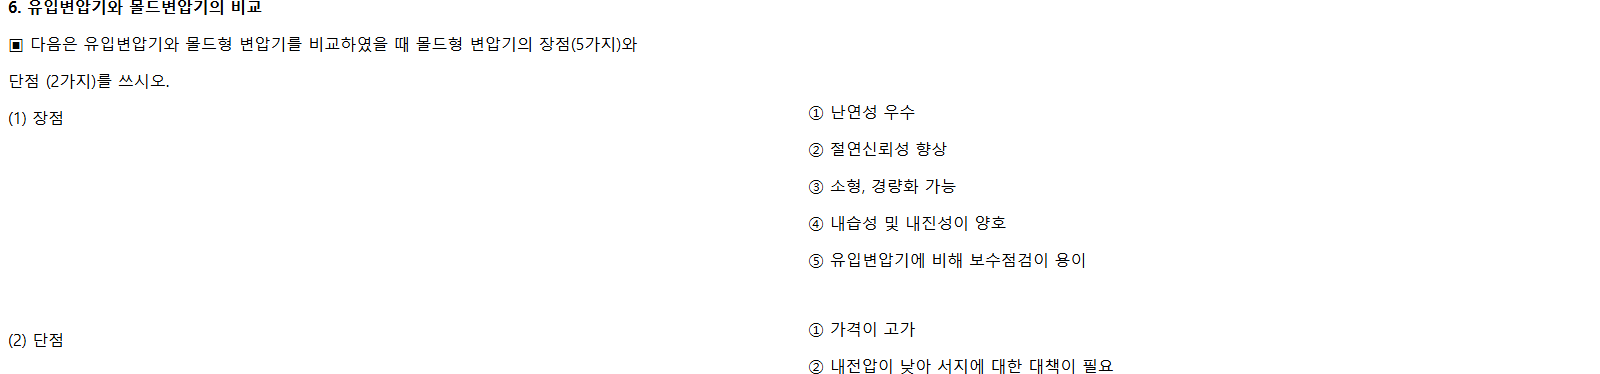 6. 유입변압기와 몰드변압기의 비교
▣ 다음은 유입변압기와 몰드형 변압기를 비교하였을 때 몰드형 변압기의 장점(5가지)와
단점 (2가지)를 쓰시오.
(1) 장점
① 난연성 우수
② 절연신뢰성 향상
③ 소형, 경량화 가능
④ 내습성 및 내진성이 양호
⑤ 유입변압기에 비해 보수점검이 용이
(2) 단점
① 가격이 고가
② 내전압이 낮아 서지에 대한 대책이 필요